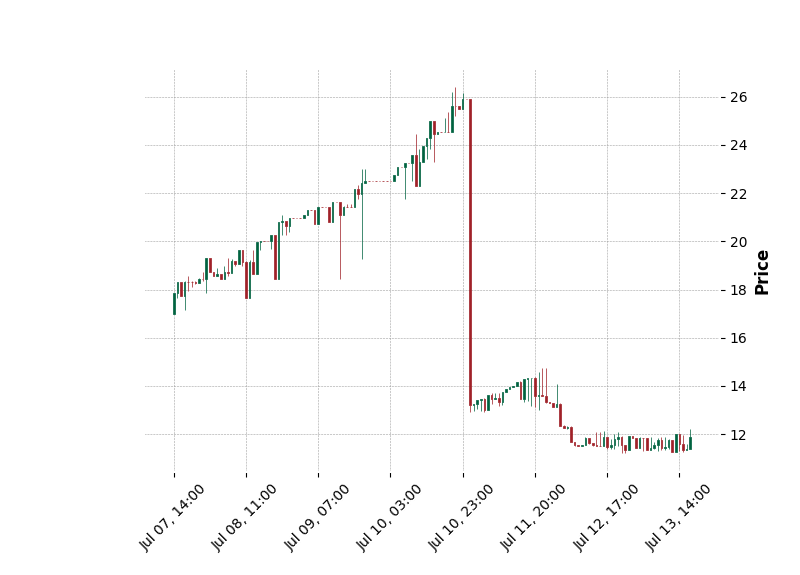 26
24
22
20
18
16
14
12
Price
Jul 07, 14:00
Jul 08, 11:00
Jul 09, 07:00
Jul 10, 03:00
Jul 10, 23:00
Jul 11, 20:00
Jul 12, 17:00
Jul 13, 14:00